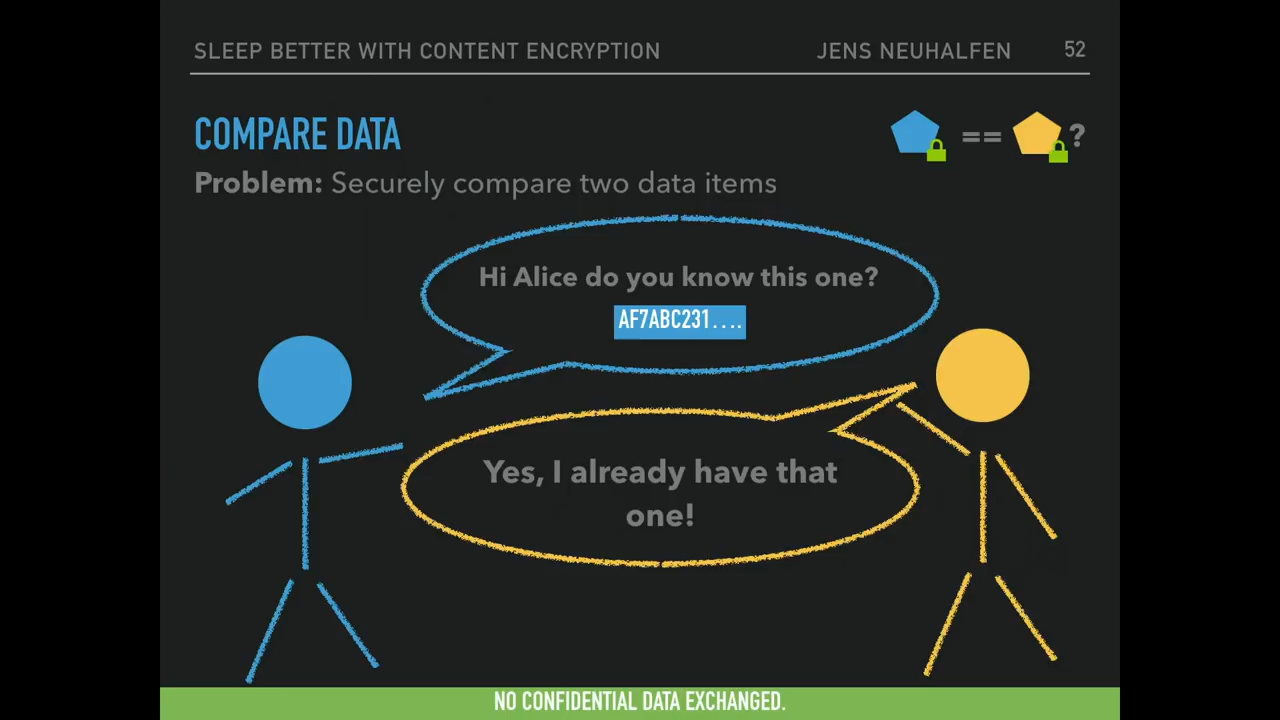 SLEEP BETTER WITH CONTENT ENCRYPTION JENS NEUHALFEN 52
COMPARE DATA
== ?
Problem: Securely compare two data items
Hi Alice do you know this one?
AF7ABC231....
Yes, I already have that
one!
NO CONFIDENTIAL DATA EXCHANGED.